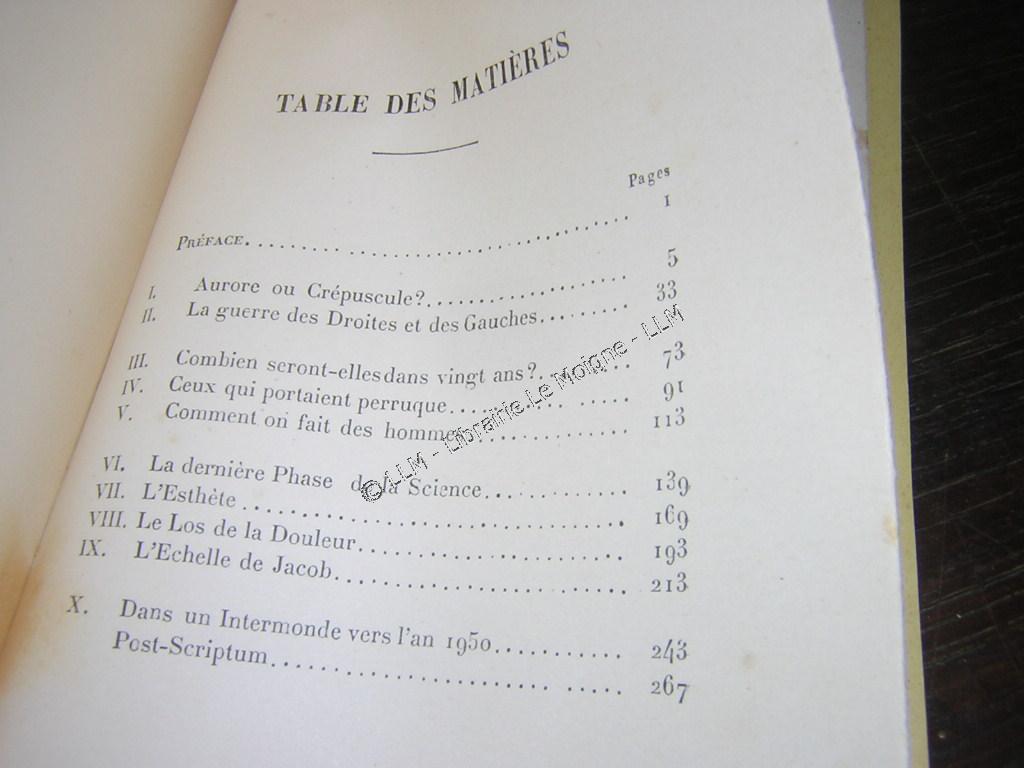 TABLE DES MATIÈRES
Pages
PRÉFACE. 1
I. Aurore ou Crépuscule? 5
II. La guerre des Droites et des Gauches 33
III. Combien seront-elles dans vingt ans? 73
IV. Ceux qui portaient perruque 91
V. Comment on fait des hommes 113
VI. La dernière Phase de la Science 139
VII. L'Esthète 169
VIII. Le Los de la Douleur 193
IX. L'Echelle de Jacob 213
X. Dans un Intermonde vers l'an 1950 243
Post-Scriptum 267
©LLM - Librairie Le Moigne - LLM